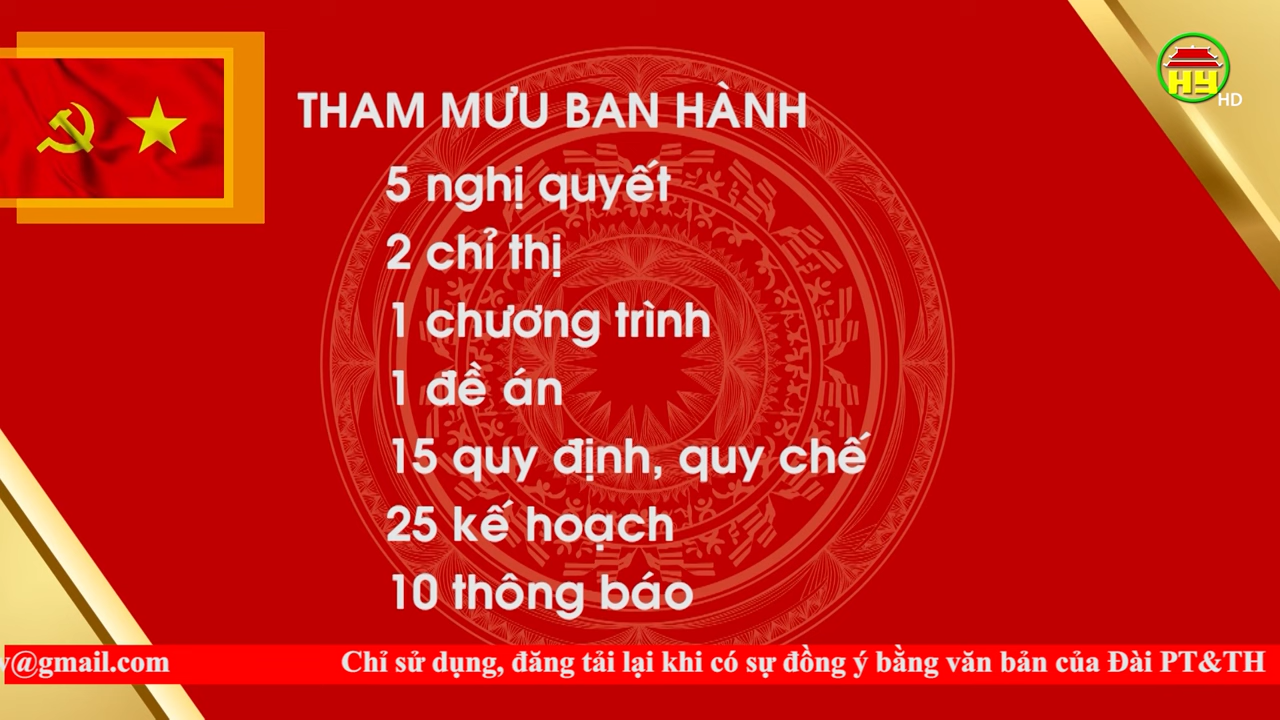 HY
HD
THAM MƯU BAN HÀNH
5 nghị quyết
2 chỉ thị
1 chương trình
1 đề án
15 quy định, quy chế
25 kế hoạch
10 thông báo
y@gmail.com Chỉ sử dụng, đăng tải lại khi có sự đồng ý bằng văn bản của Đài PT&TH